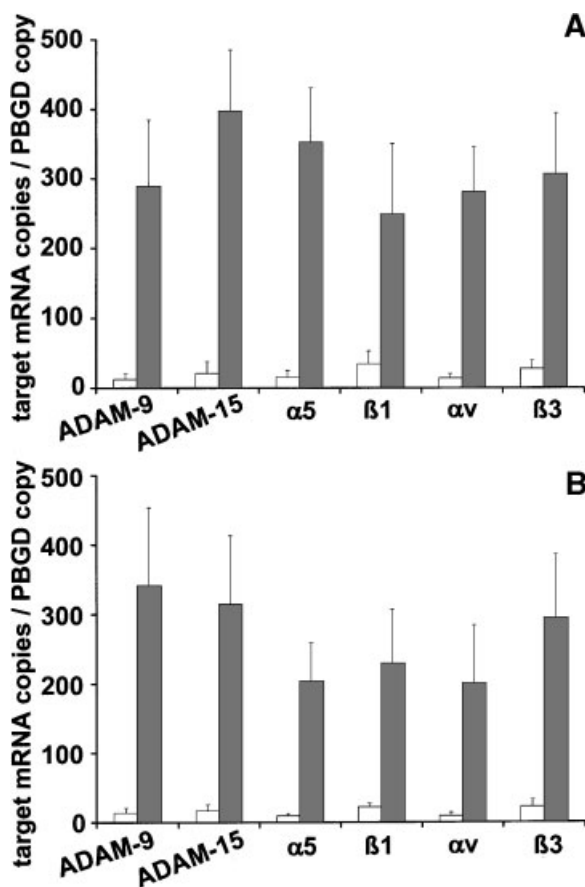 A
target mRNA copies / PBGD copy
500
400
300
200
100
0
ADAM-9 ADAM-15 α5 ß1 αv ß3
B
target mRNA copies / PBGD copy
500
400
300
200
100
0
ADAM-9 ADAM-15 α5 ß1 αv ß3